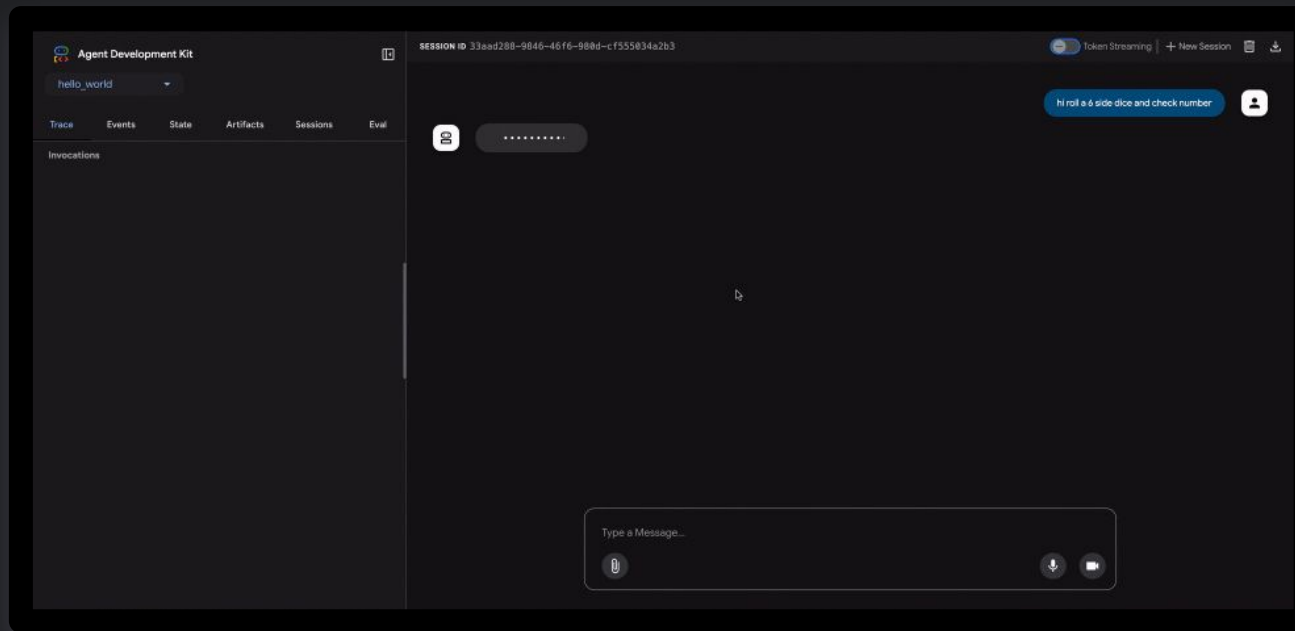 Agent Development Kit
hello_world
Trace Events State Artifacts Sessions Eval
Invocations
SESSION ID 33aad288-9846-46f6-980d-cf555034a2b3
Token Streaming
New Session
hi roll a 6 side dice and check number
Type a Message...